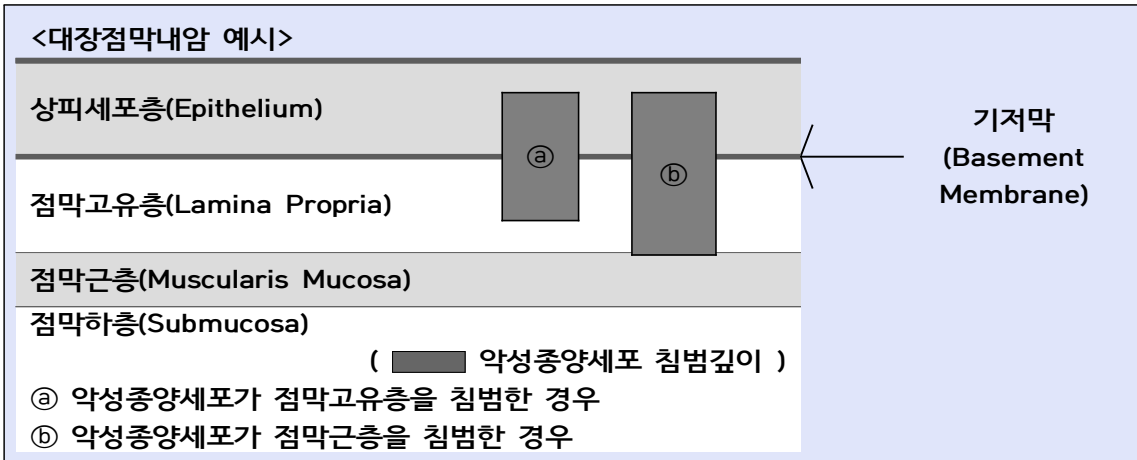 <대장점막내암 예시>
상피세포층(Epithelium)
ⓐ
ⓑ
기저막
(Basement
Membrane)
점막고유층(Lamina Propria)
점막근층(Muscularis Mucosa)
점막하층(Submucosa)
( 악성종양세포 침범깊이 )
ⓐ 악성종양세포가 점막고유층을 침범한 경우
ⓑ 악성종양세포가 점막근층을 침범한 경우